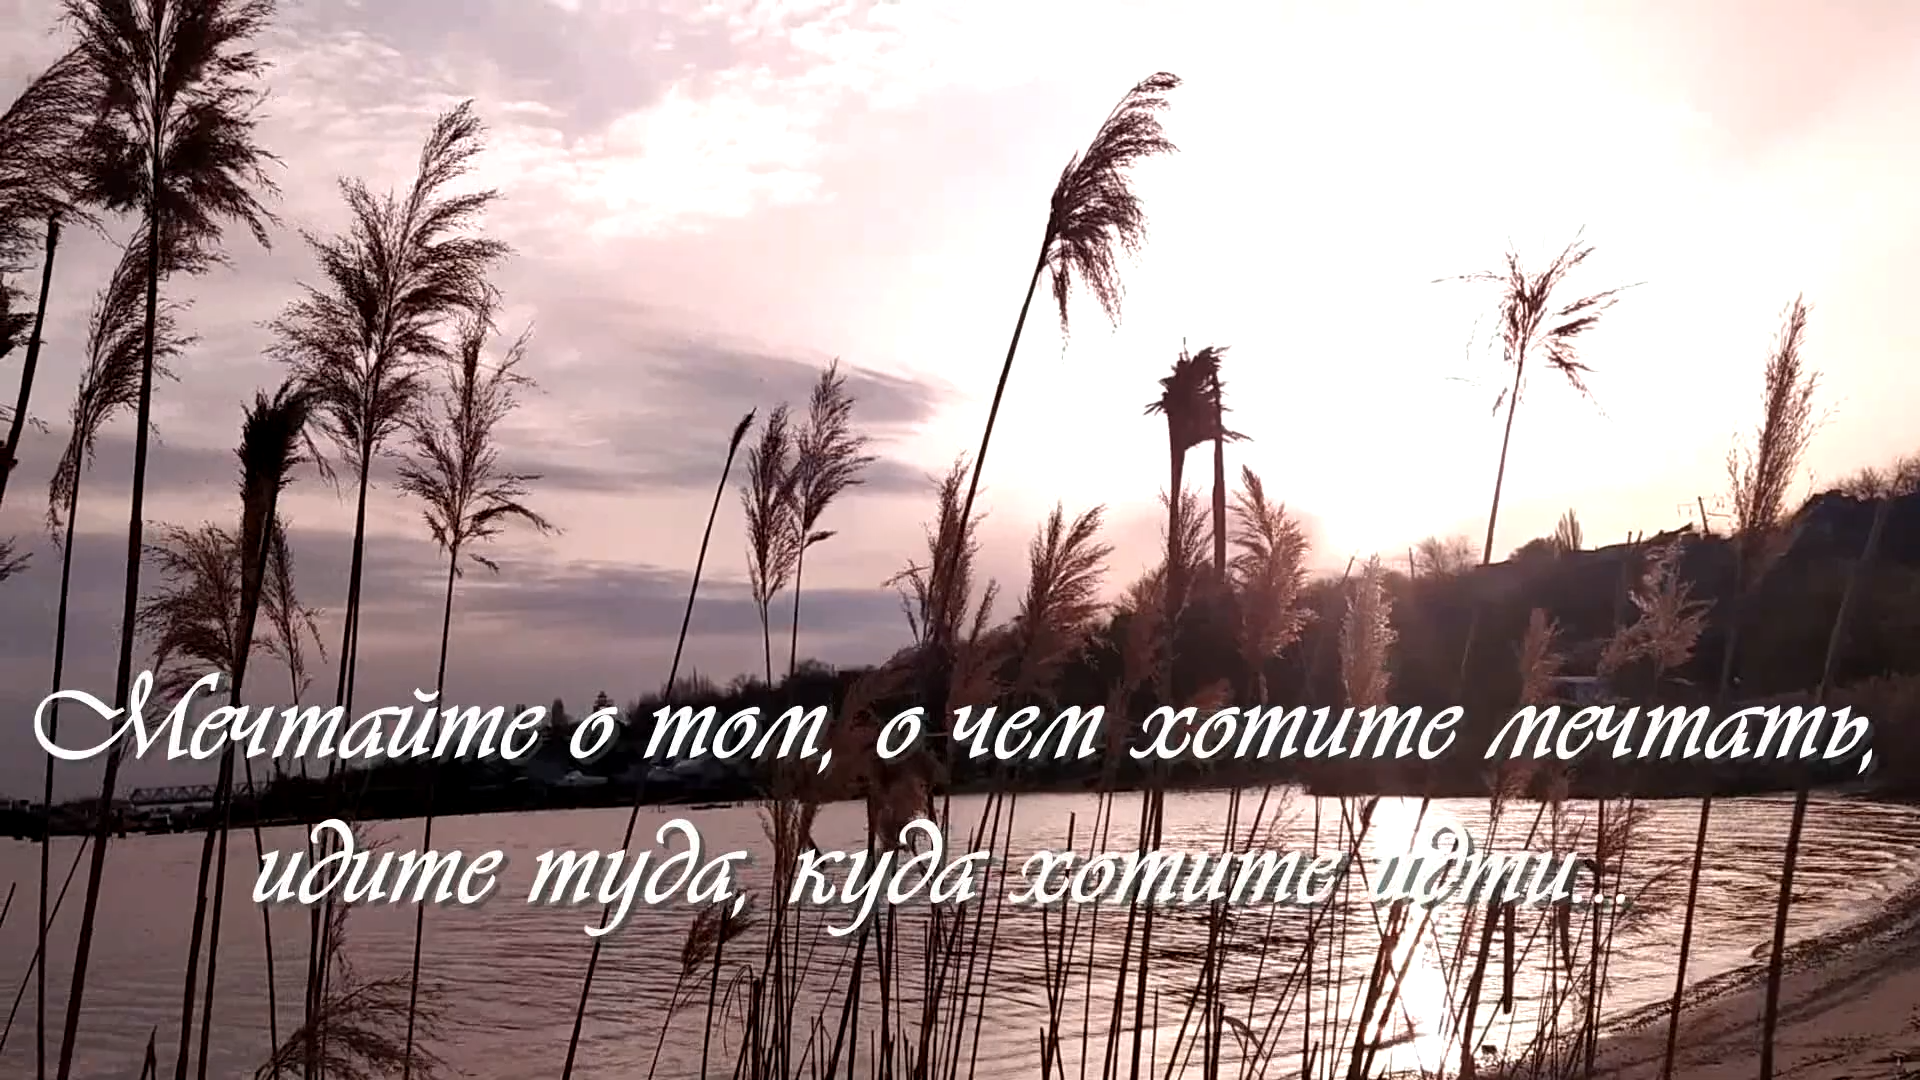 Мечтайте о том, о чем хотите мечтать,
идите туда, куда хотите идти...